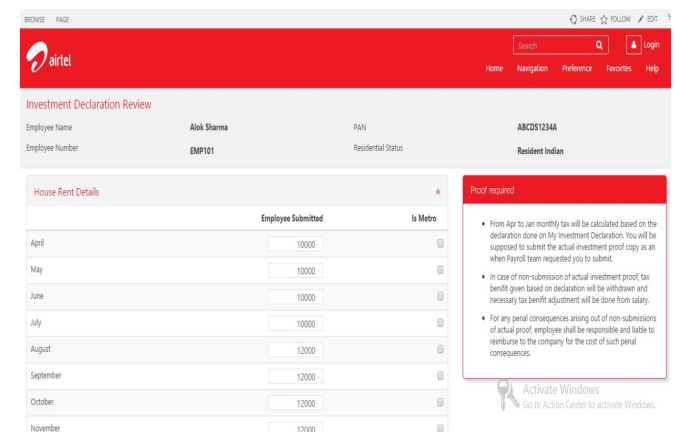 BROWSE PAGE SHARE FOLLOW EDIT
airtel
Search
Login
Home Navigation Preference Favoirtes Help
Investment Declaration Review
Employee Name Alok Sharma PAN ABCDS1234A
Employee Number EMP101 Residential Status Resident Indian
House Rent Details
Employee Submitted Is Metro
April 10000
May 10000
June 10000
July 10000
August 12000
September 12000
October 12000
November 12000
Proof required
From Apr to Jan monthly tax will be calculated based on the
declaration done on My Investment Declaration. You will be
supposed to submit the actual investment proof copy as an
when Payroll team requested you to submit.
In case of non-submission of actual investment proof, tax
benifit given based on declaration will be withdrawn and
necessary tax benifit adjustment will be done from salary.
For any penal consequences arising out of non-submissions
of actual proof, employee shall be responsible and liable to
reimburse to the company for the cost of such penal
consequences.
Activate Windows
Go to Action Center to activate Windows.